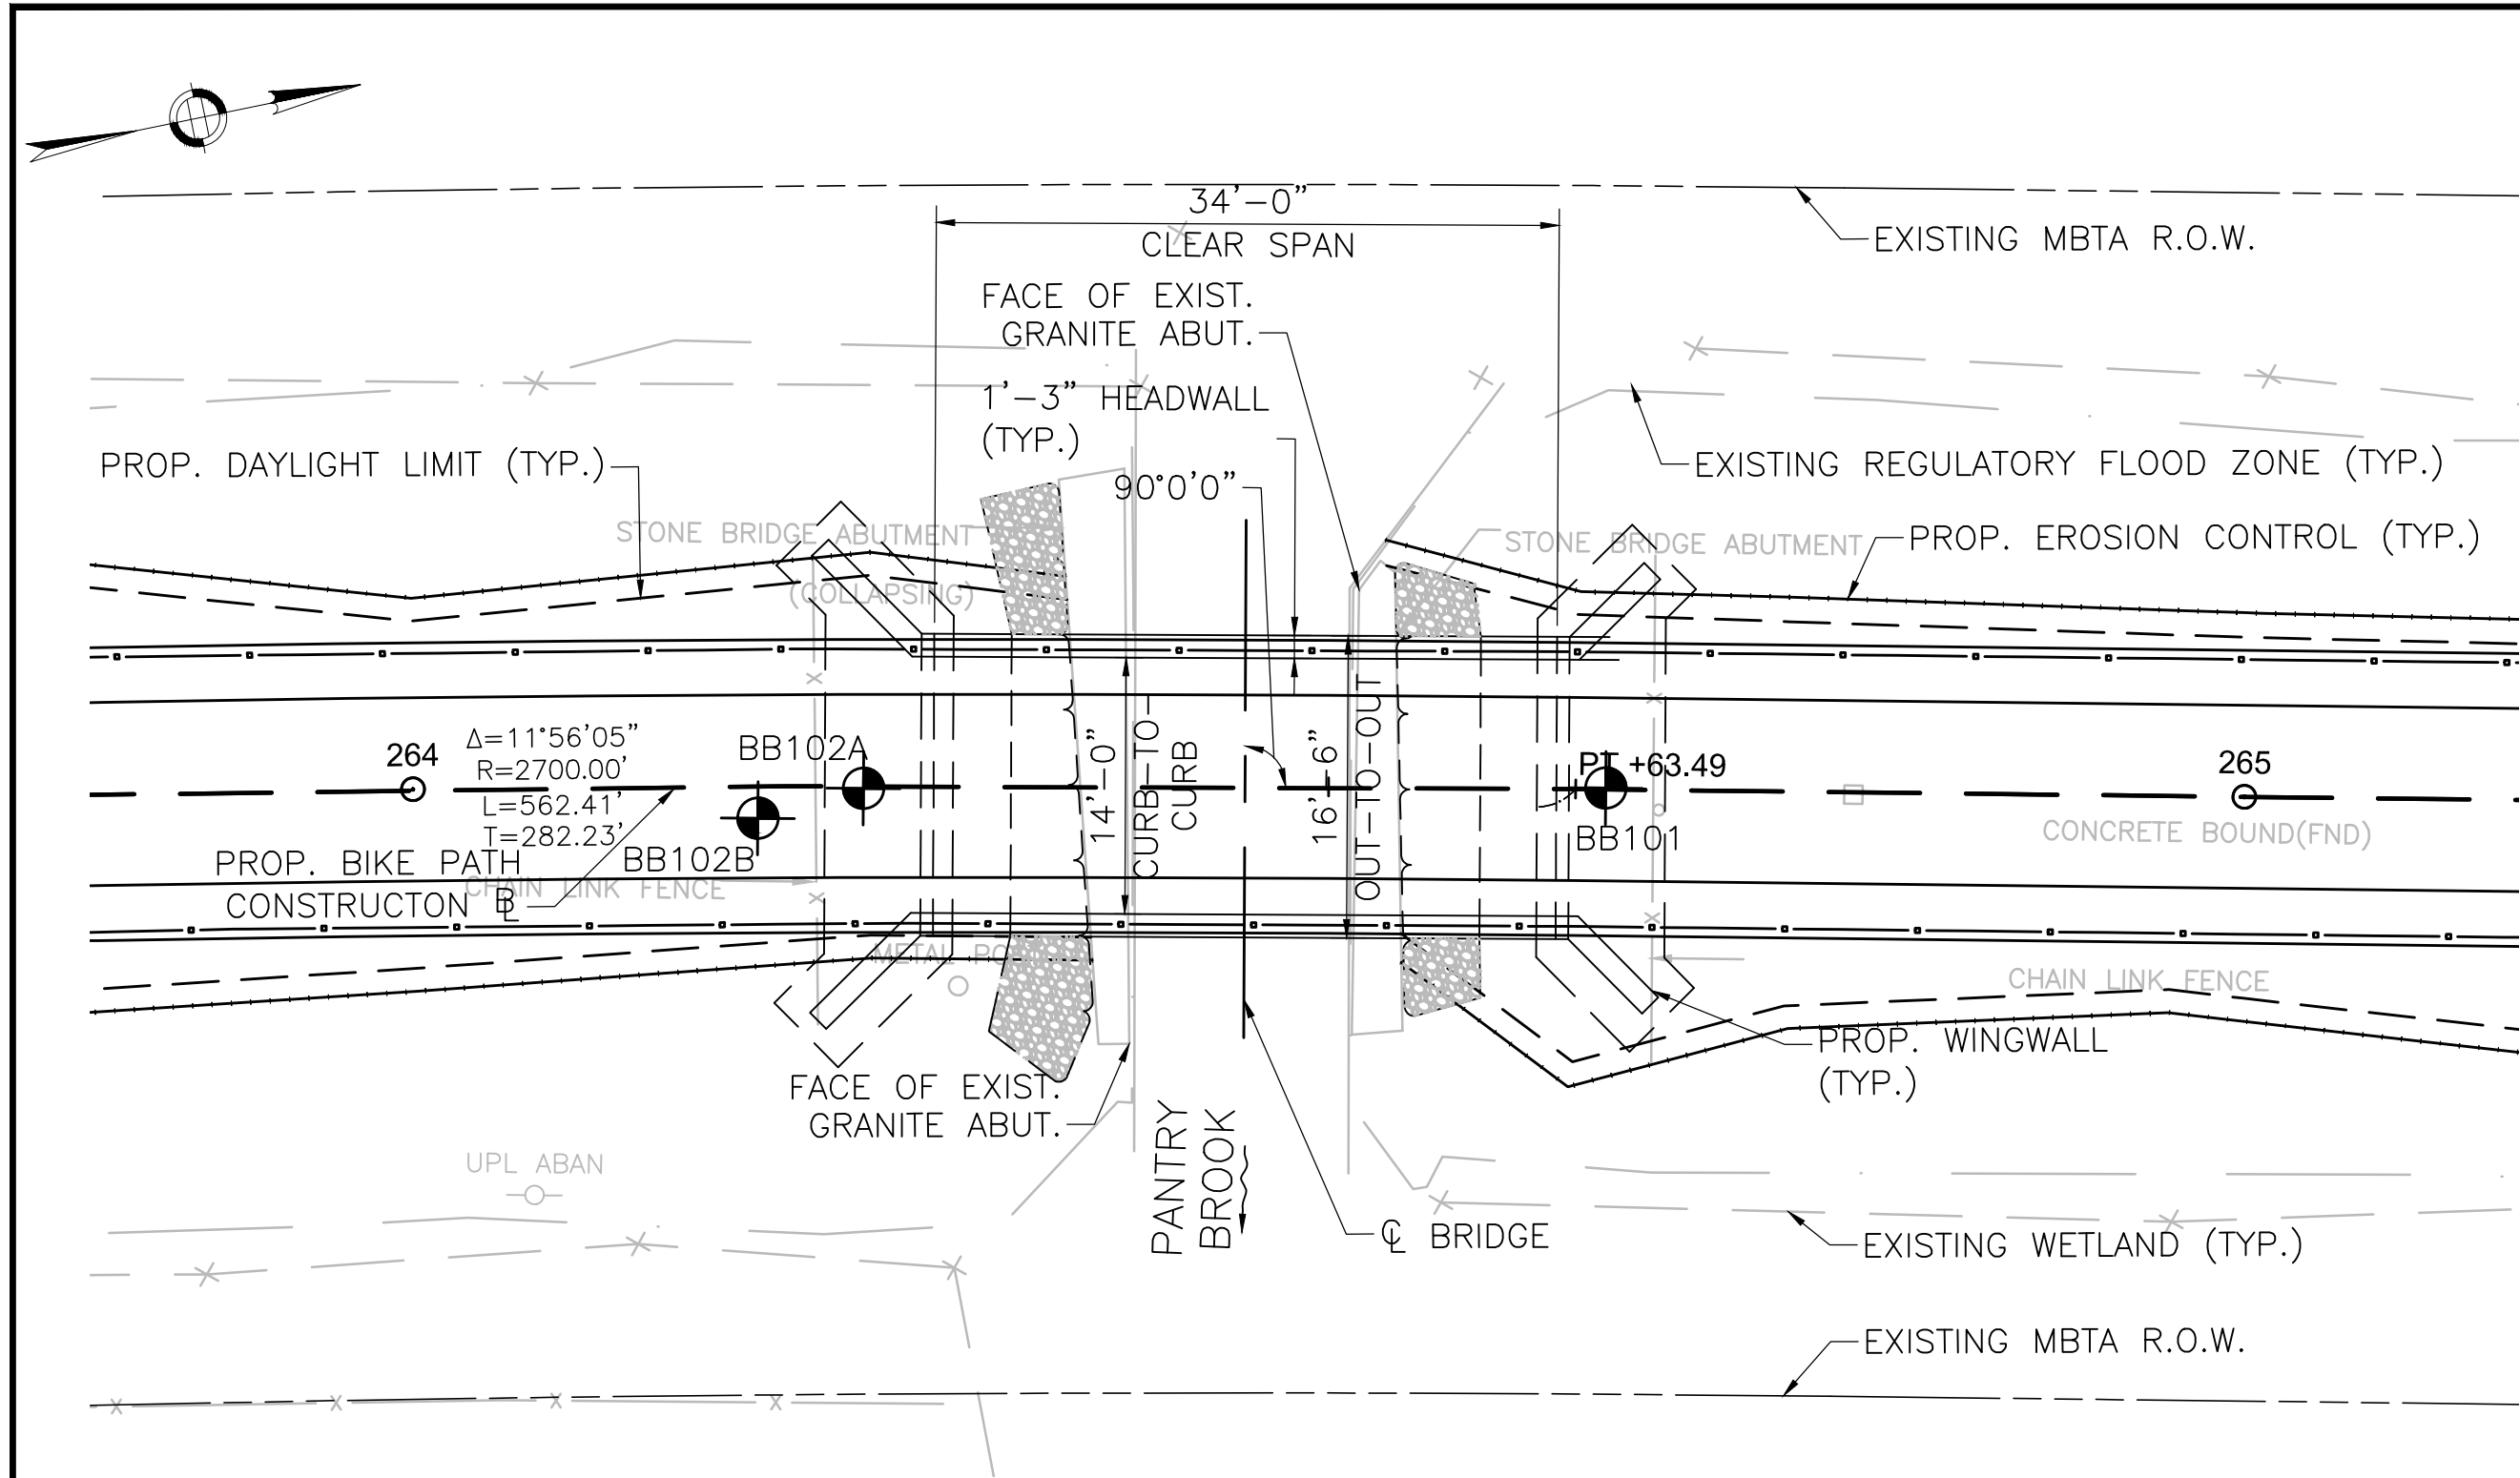 34'-0"
CLEAR SPAN
EXISTING MBTA R.O.W.
FACE OF EXIST.
GRANITE ABUT.
1'-3" HEADWALL
(TYP.)
PROP. DAYLIGHT LIMIT (TYP.)
90°0'0"
EXISTING REGULATORY FLOOD ZONE (TYP.)
STONE BRIDGE ABUTMENT
(COLLAPSING)
STONE BRIDGE ABUTMENT
PROP. EROSION CONTROL (TYP.)
264
Δ=11°56'05"
R=2700.00'
L=562.41'
T=282.23'
BB102A
BB102B
14'-0"
CURB-TO-
CURB
16'-6"
OUT-TO-OUT
PT +63.49
BB101
265
CONCRETE BOUND(FND)
PROP. BIKE PATH
CONSTRUCTON BL
CHAIN LINK FENCE
METAL PO
CHAIN LINK FENCE
PROP. WINGWALL
(TYP.)
FACE OF EXIST.
GRANITE ABUT.
PANTRY
BROOK
℄ BRIDGE
UPL ABAN
EXISTING WETLAND (TYP.)
EXISTING MBTA R.O.W.